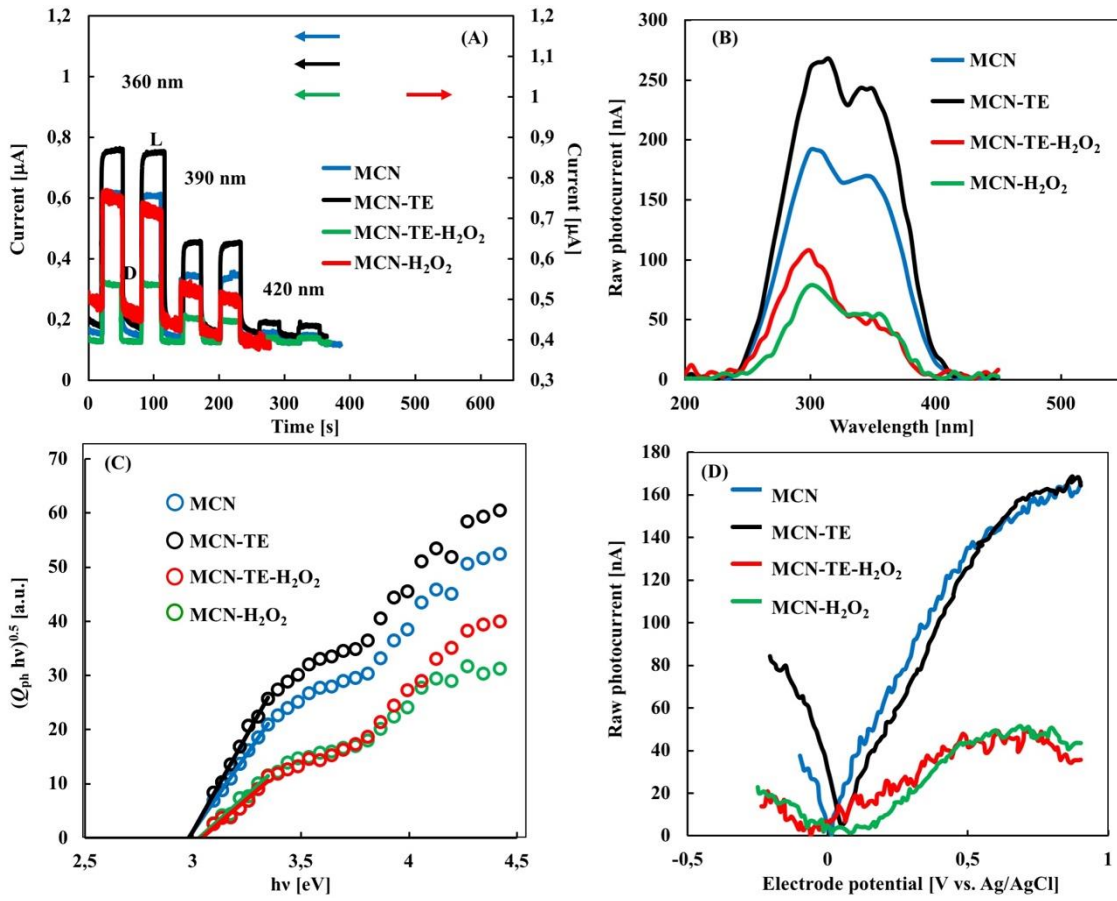 (A)
1,2
1
0,8
0,6
0,4
0,2
0
Current [µA]
360 nm
L
390 nm
D
420 nm
MCN
MCN-TE
MCN-TE-H₂O₂
MCN-H₂O₂
1,2
1,1
1
0,9
0,8
0,7
0,6
0,5
0,4
0,3
Current [µA]
0 100 200 300 400 500 600
Time [s]
(B)
300
250
200
150
100
50
0
Raw photocurrent [nA]
MCN
MCN-TE
MCN-TE-H₂O₂
MCN-H₂O₂
200 300 400 500
Wavelength [nm]
(C)
70
60
50
40
30
20
10
0
(Qph hν)^0.5 [a.u.]
MCN
MCN-TE
MCN-TE-H₂O₂
MCN-H₂O₂
2,5 3 3,5 4 4,5
hν [eV]
(D)
180
160
140
120
100
80
60
40
20
0
Raw photocurrent [nA]
MCN
MCN-TE
MCN-TE-H₂O₂
MCN-H₂O₂
-0,5 0 0,5 1
Electrode potential [V vs. Ag/AgCl]